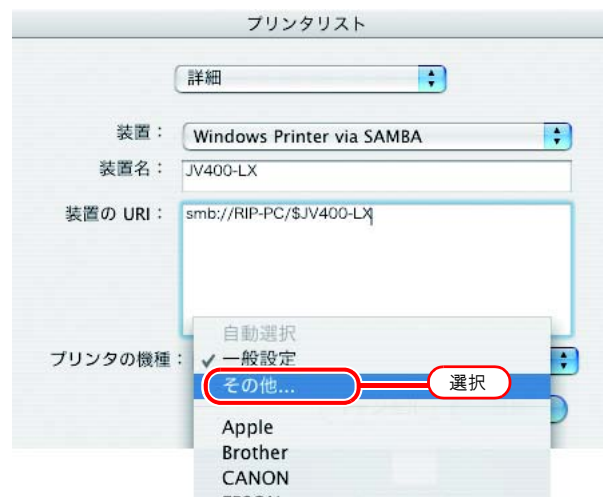 プリンタリスト
詳細
装置： Windows Printer via SAMBA
装置名： JV400-LX
装置の URI： smb://RIP-PC/$JV400-LX
自動選択
プリンタの機種： ✓ 一般設定
その他... 選択
Apple
Brother
CANON